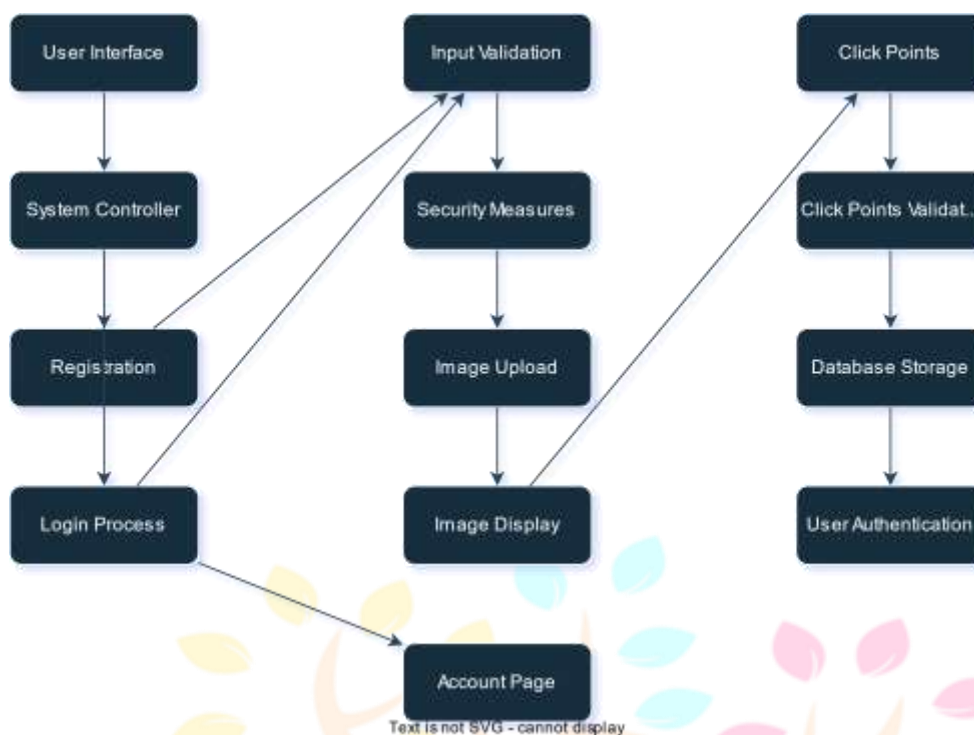 User Interface
Input Validation
Click Points
System Controller
Security Measures
Click Points Validat...
Registration
Image Upload
Database Storage
Login Process
Image Display
User Authentication
Account Page
Text is not SVG - cannot display